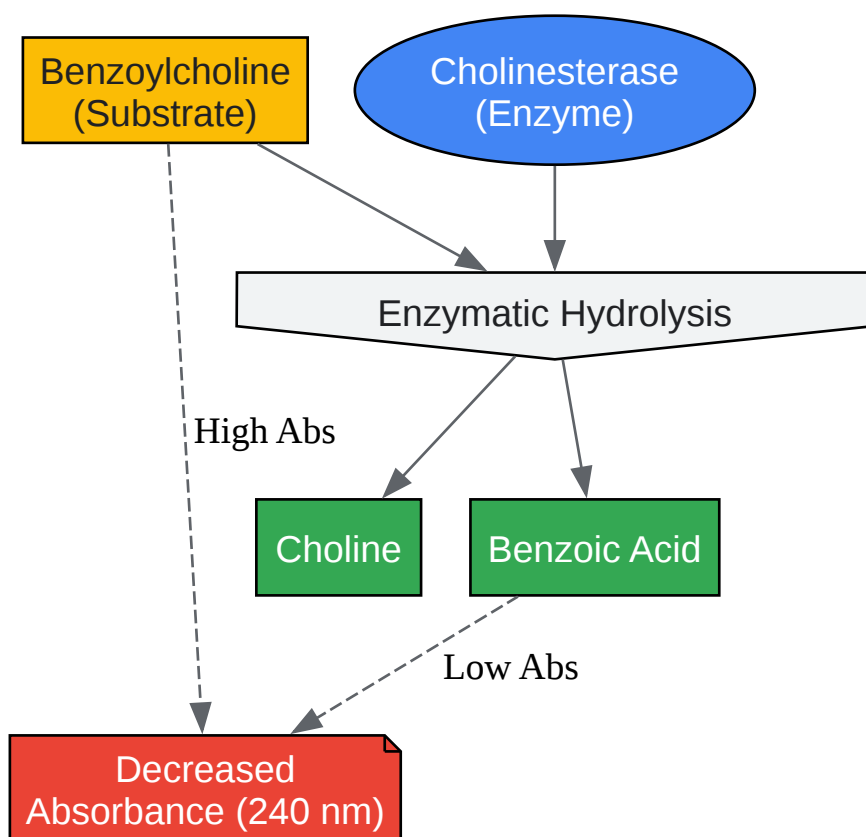 Benzoylcholine
(Substrate)
Cholinesterase
(Enzyme)
Enzymatic Hydrolysis
High Abs
Choline
Benzoic Acid
Low Abs
Decreased
Absorbance (240 nm)